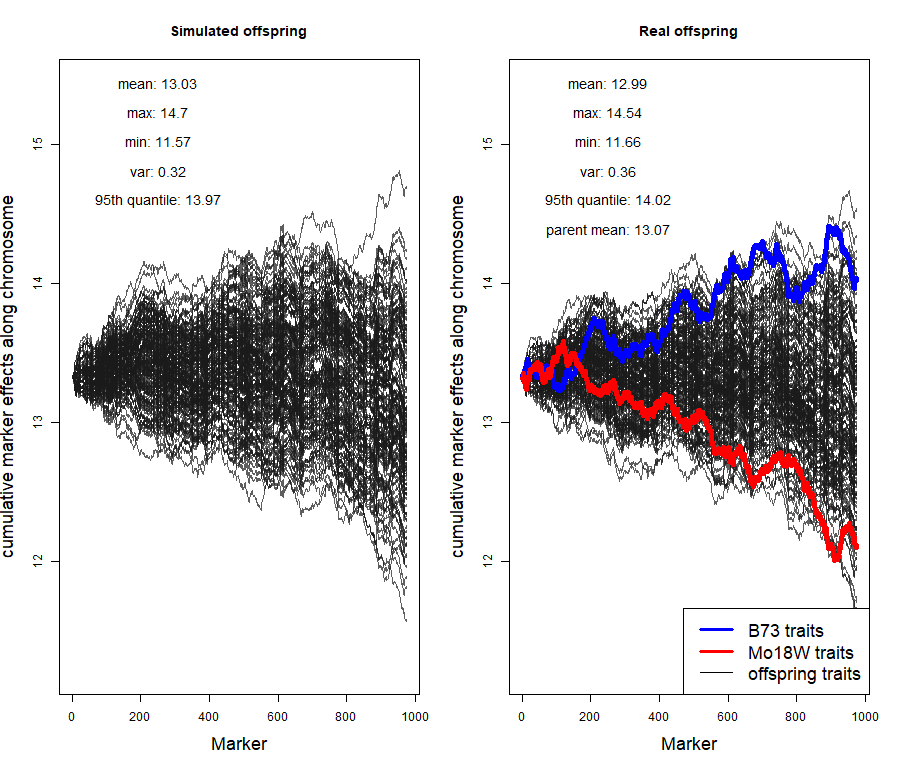 Simulated offspring
mean: 13.03
max: 14.7
min: 11.57
var: 0.32
95th quantile: 13.97
cumulative marker effects along chromosome
15
14
13
12
0 200 400 600 800 1000
Marker
Real offspring
mean: 12.99
max: 14.54
min: 11.66
var: 0.36
95th quantile: 14.02
parent mean: 13.07
cumulative marker effects along chromosome
15
14
13
12
B73 traits
Mo18W traits
offspring traits
0 200 400 600 800 1000
Marker